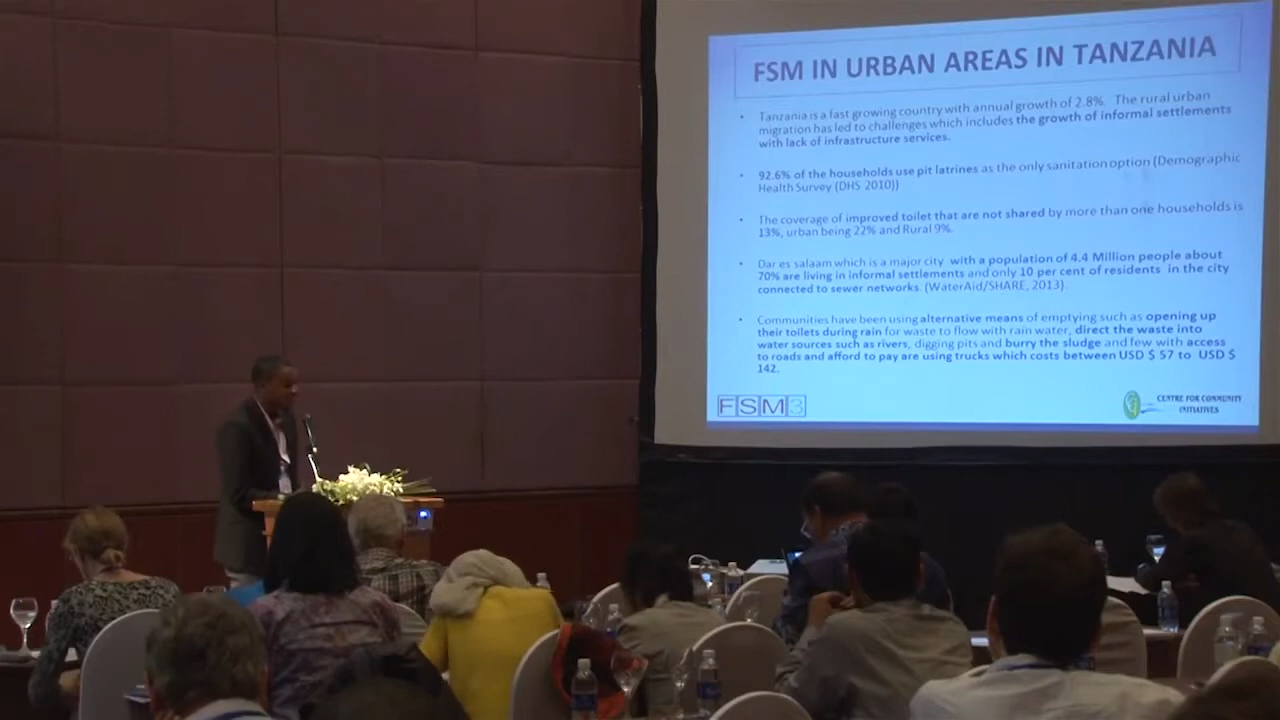 FSM IN URBAN AREAS IN TANZANIA
• Tanzania is a fast growing country with annual growth of 2.8%. The rural urban
migration has led to challenges which includes the growth of informal settlements
with lack of infrastructure services.
• 92.6% of the households use pit latrines as the only sanitation option (Demographic
Health Survey (DHS 2010))
• The coverage of improved toilet that are not shared by more than one households is
13%, urban being 22% and Rural 9%.
• Dar es salaam which is a major city with a population of 4.4 Million people about
70% are living in informal settlements and only 10 per cent of residents in the city
connected to sewer networks. (WaterAid/SHARE, 2013).
• Communities have been using alternative means of emptying such as opening up
their toilets during rain for waste to flow with rain water, direct the waste into
water sources such as rivers, digging pits and burry the sludge and few with access
to roads and afford to pay are using trucks which costs between USD $ 57 to USD $
142.
FSM3
CENTRE FOR COMMUNITY
INITIATIVES